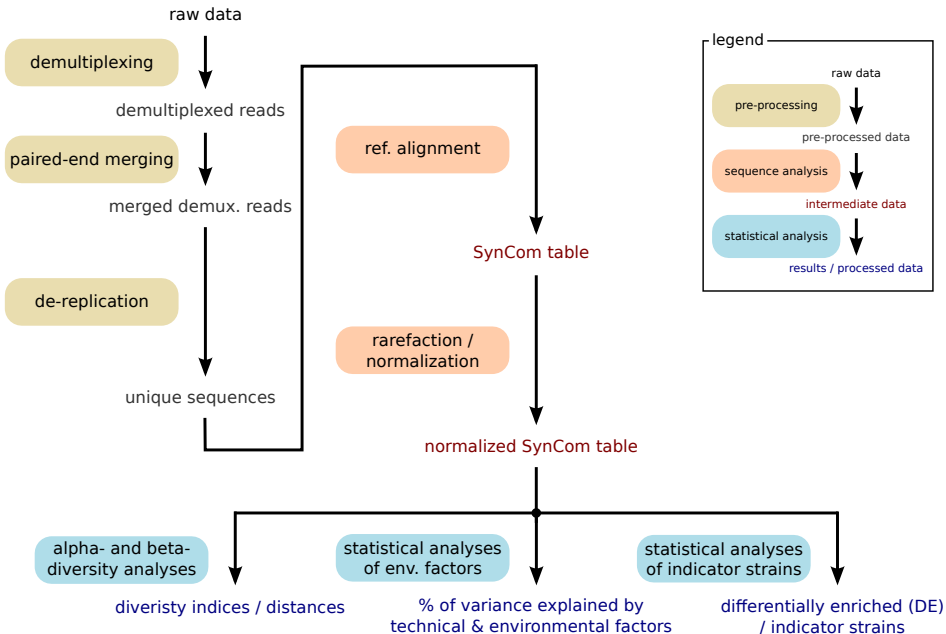 raw data
demultiplexing
demultiplexed reads
paired-end merging
merged demux. reads
de-replication
unique sequences
ref. alignment
SynCom table
rarefaction /
normalization
normalized SynCom table
alpha- and beta-
diversity analyses
diveristy indices / distances
statistical analyses
of env. factors
% of variance explained by
technical & environmental factors
statistical analyses
of indicator strains
differentially enriched (DE)
/ indicator strains
legend
raw data
pre-processing
pre-processed data
sequence analysis
intermediate data
statistical analysis
results / processed data